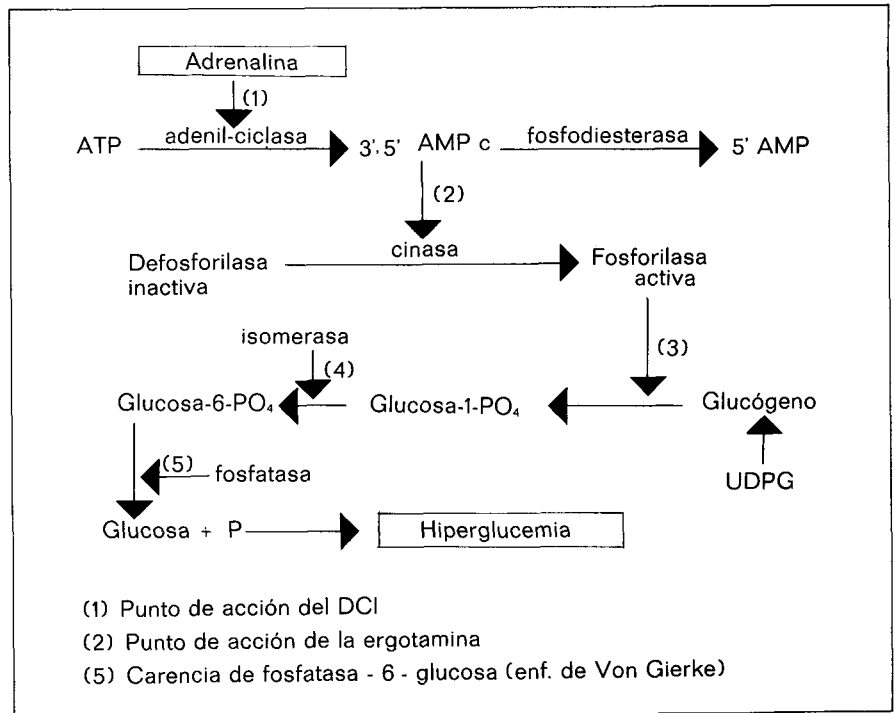 Adrenalina
(1)
ATP adenil-ciclasa 3',5' AMP c fosfodiesterasa 5' AMP
(2)
cinasa
Defosforilasa inactiva
Fosforilasa activa
isomerasa
(3)
(4)
Glucosa-6-PO₄ Glucosa-1-PO₄ Glucógeno
(5) fosfatasa
UDPG
Glucosa + P Hiperglucemia
(1) Punto de acción del DCI
(2) Punto de acción de la ergotamina
(5) Carencia de fosfatasa - 6 - glucosa (enf. de Von Gierke)